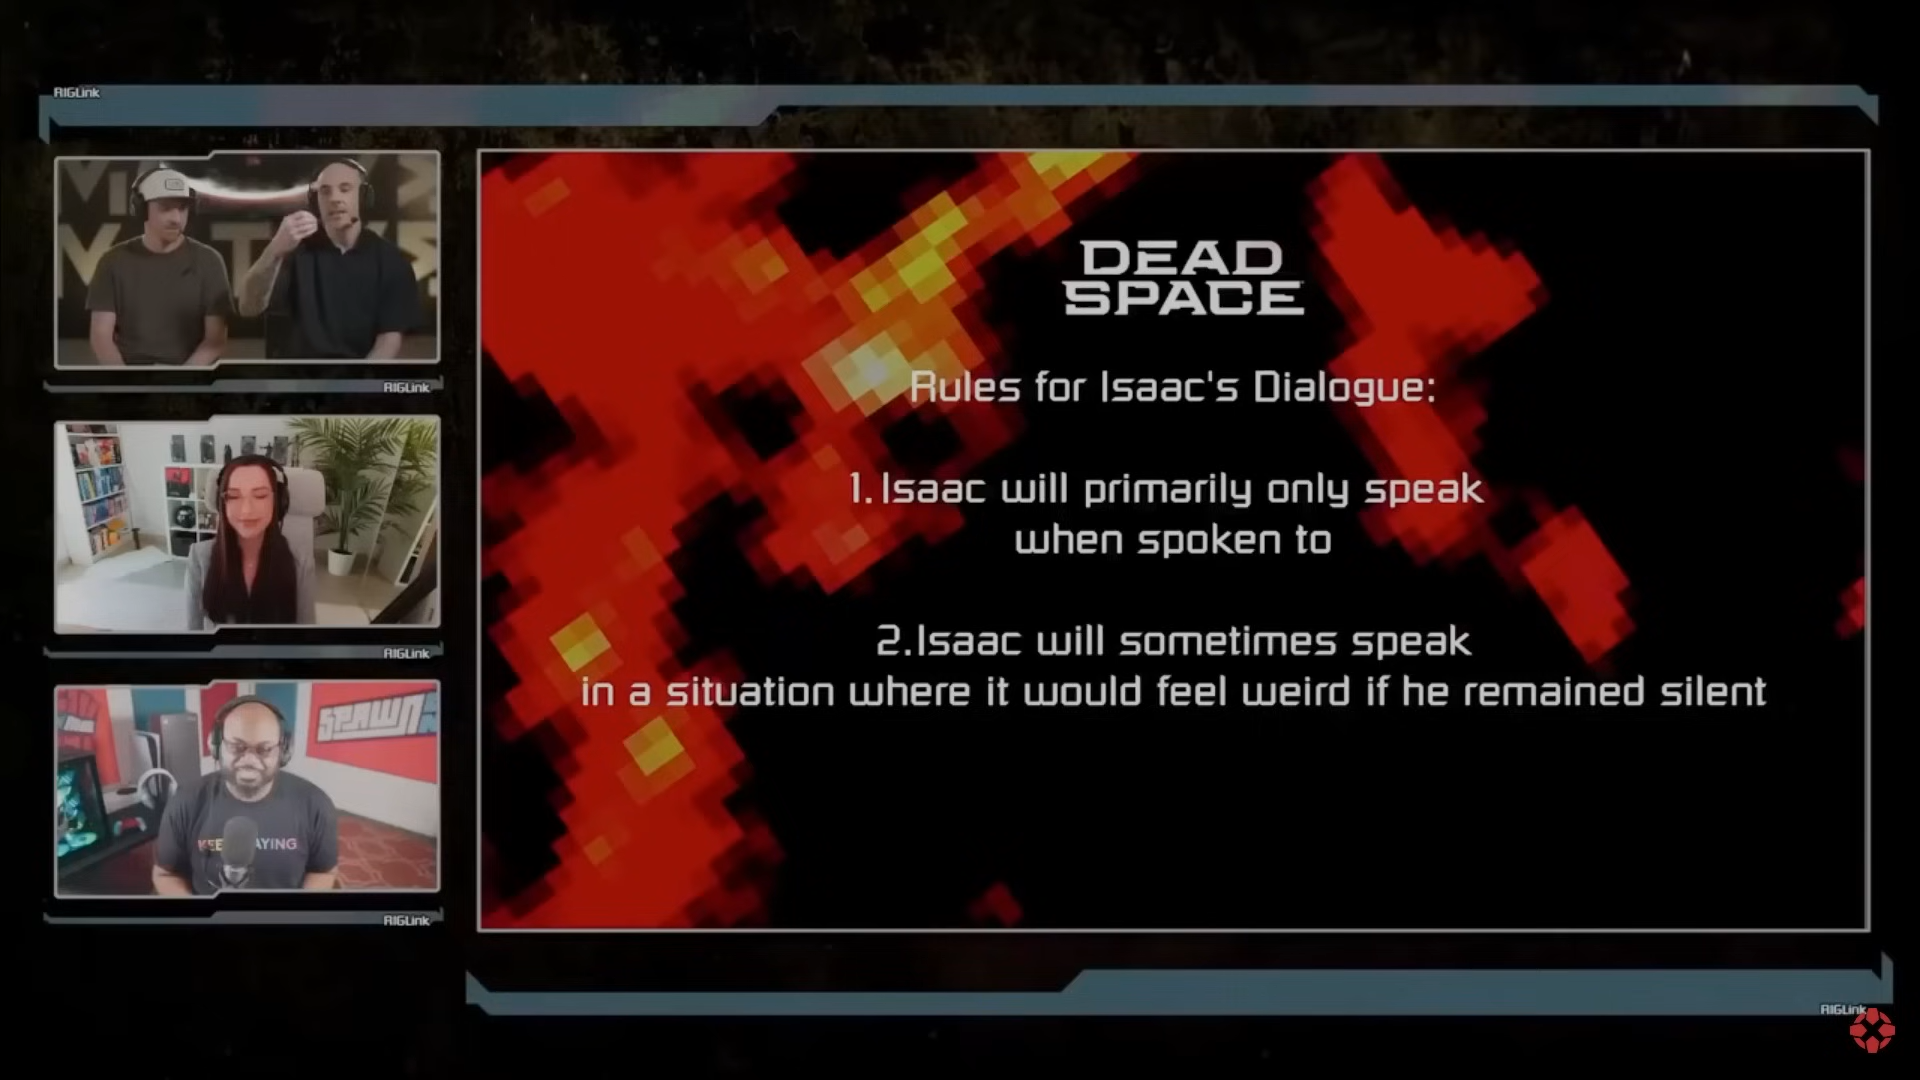 RIGLink
RIGLink
RIGLink
RIGLink
DEAD
SPACE
Rules for Isaac's Dialogue:
1. Isaac will primarily only speak
when spoken to
2.Isaac will sometimes speak
in a situation where it would feel weird if he remained silent
RIGLink